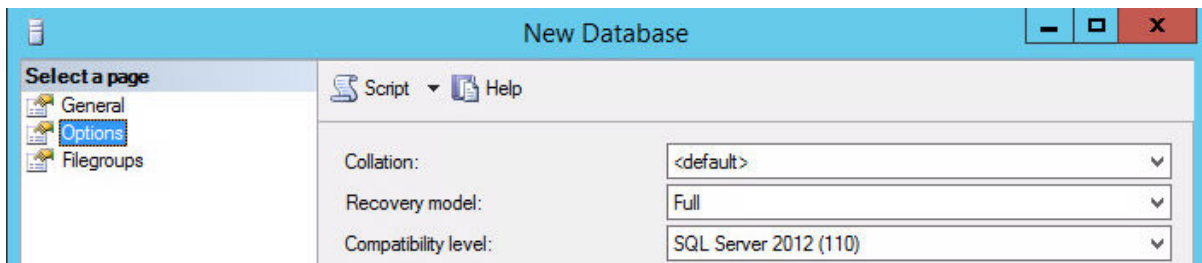 New Database
Select a page
General
Options
Filegroups
Script Help
Collation: <default>
Recovery model: Full
Compatibility level: SQL Server 2012 (110)